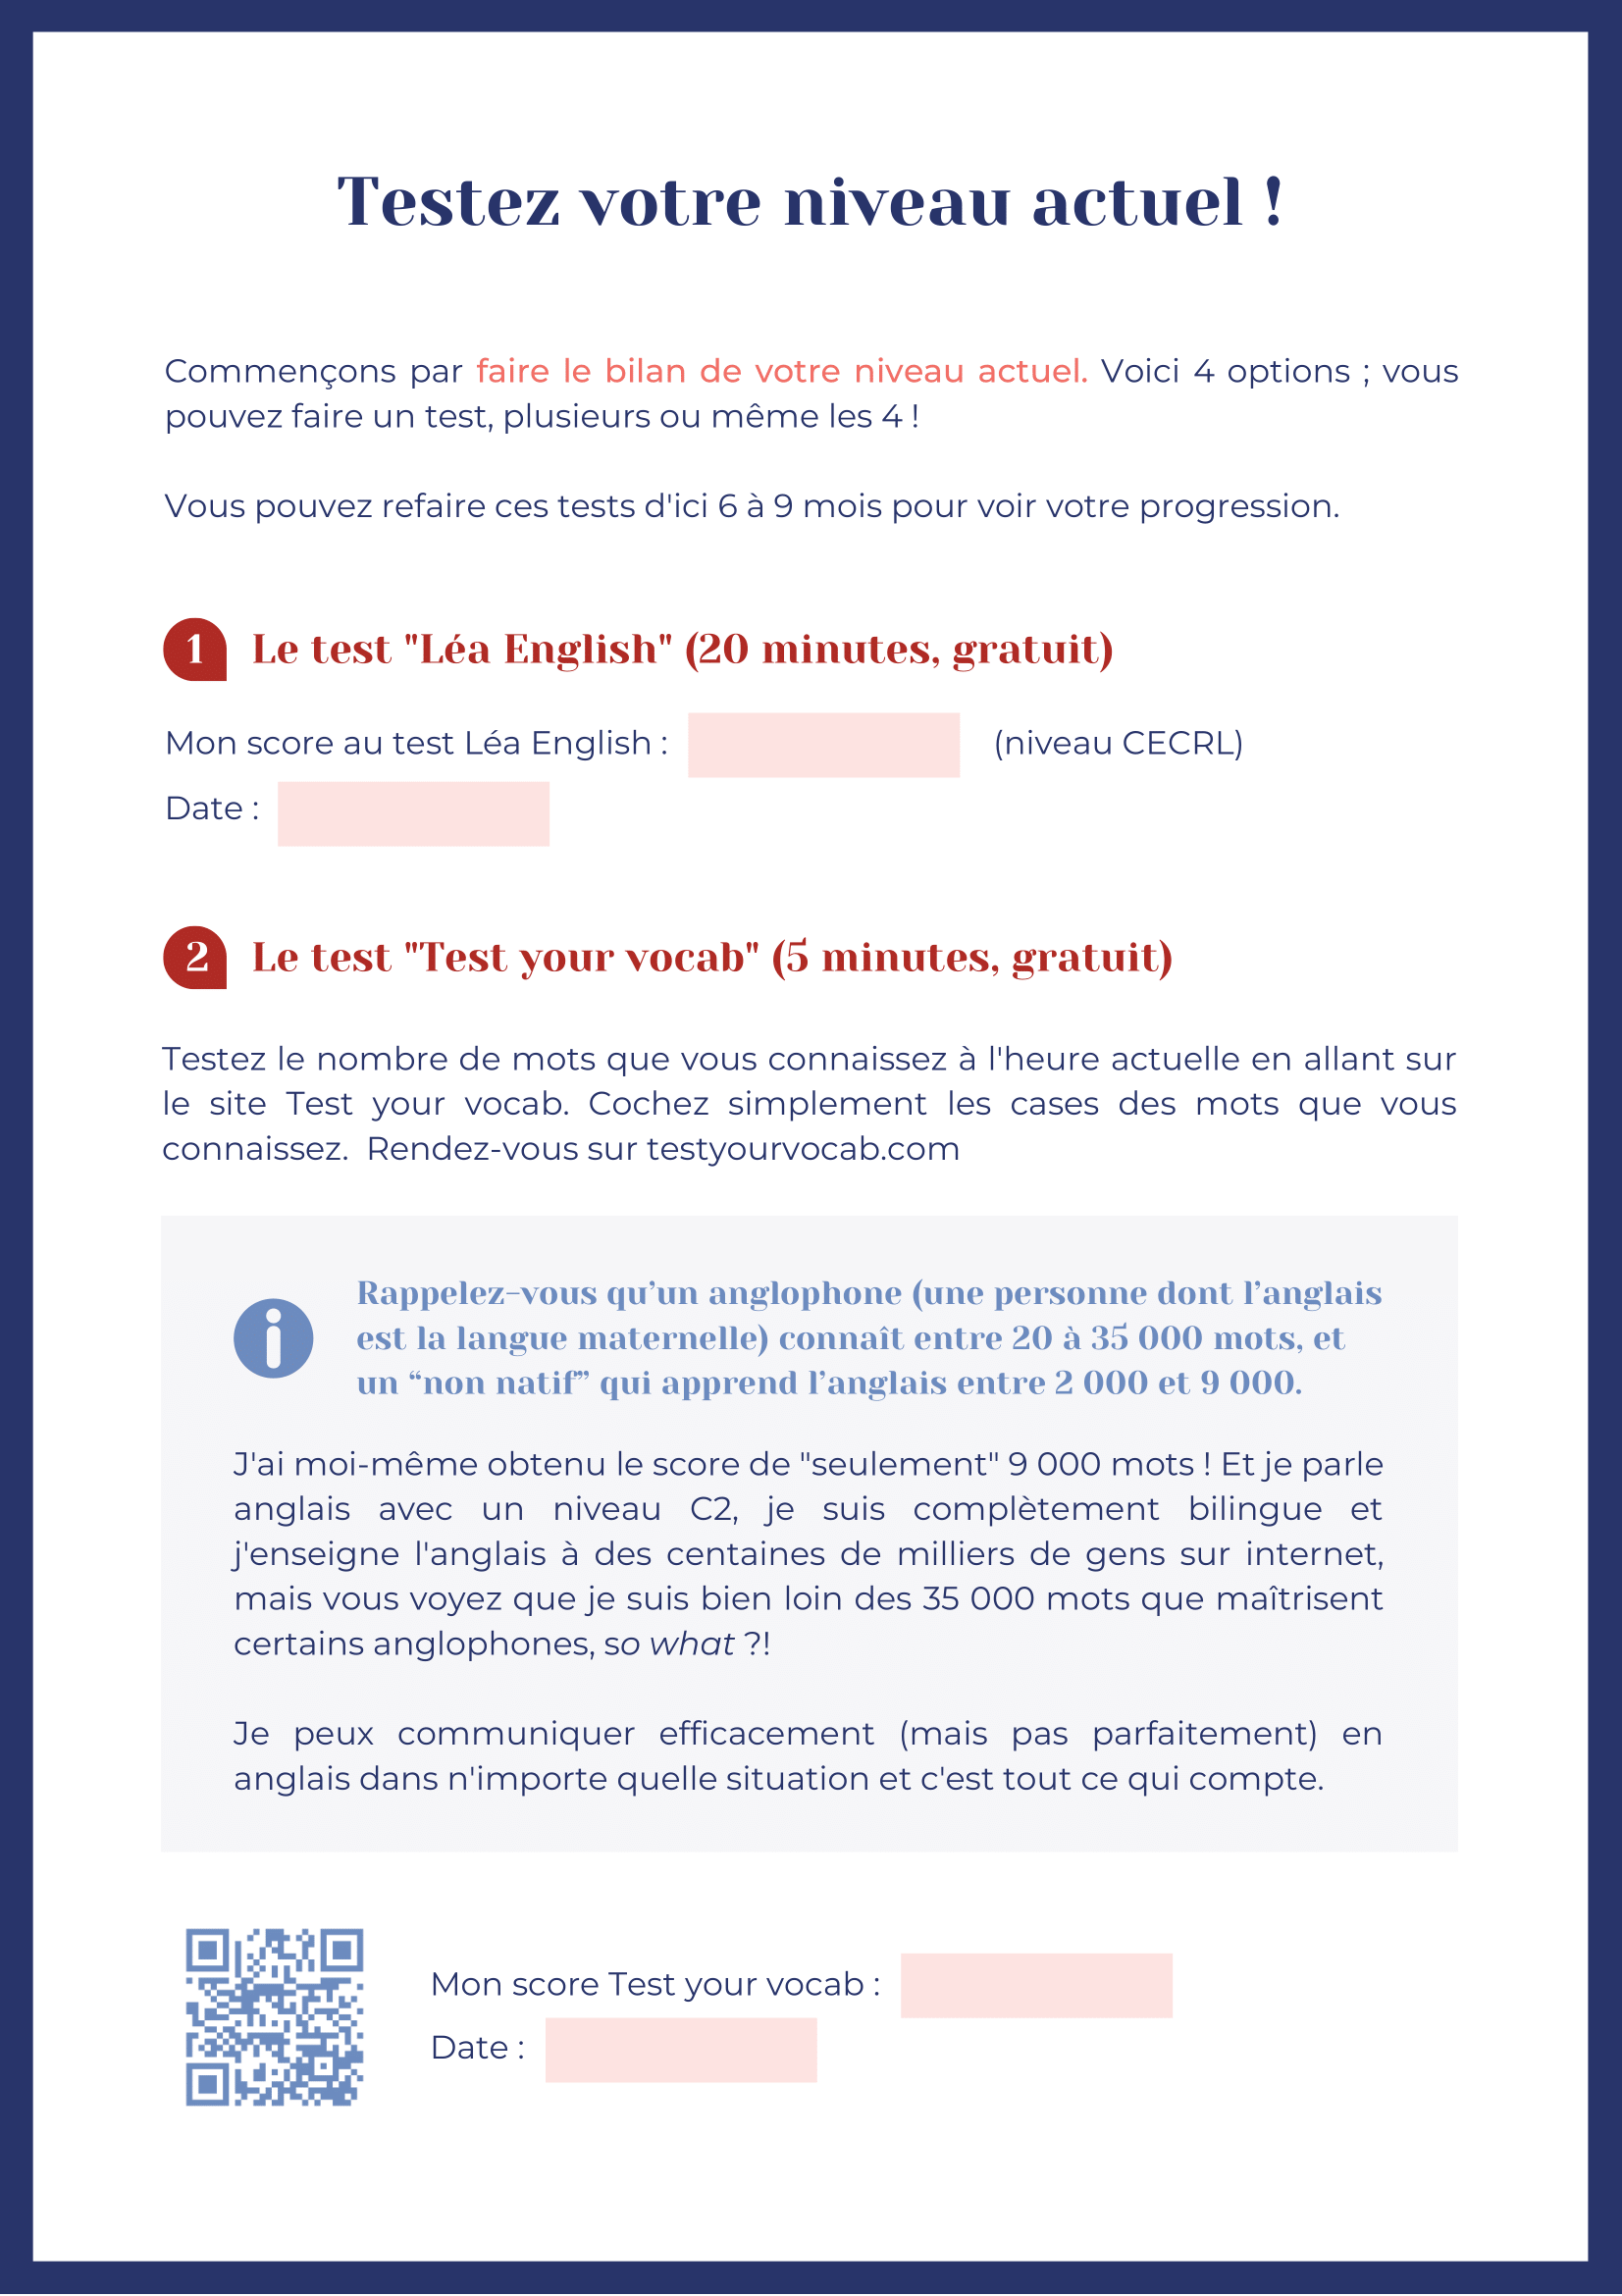 Testez votre niveau actuel !
Commençons par faire le bilan de votre niveau actuel. Voici 4 options ; vous
pouvez faire un test, plusieurs ou même les 4 !
Vous pouvez refaire ces tests d'ici 6 à 9 mois pour voir votre progression.
1 Le test "Léa English" (20 minutes, gratuit)
Mon score au test Léa English : (niveau CECRL)
Date :
2 Le test "Test your vocab" (5 minutes, gratuit)
Testez le nombre de mots que vous connaissez à l'heure actuelle en allant sur
le site Test your vocab. Cochez simplement les cases des mots que vous
connaissez. Rendez-vous sur testyourvocab.com
Rappelez-vous qu’un anglophone (une personne dont l’anglais
est la langue maternelle) connaît entre 20 à 35 000 mots, et
un “non natif” qui apprend l’anglais entre 2 000 et 9 000.
J'ai moi-même obtenu le score de "seulement" 9 000 mots ! Et je parle
anglais avec un niveau C2, je suis complètement bilingue et
j'enseigne l'anglais à des centaines de milliers de gens sur internet,
mais vous voyez que je suis bien loin des 35 000 mots que maîtrisent
certains anglophones, so what ?!
Je peux communiquer efficacement (mais pas parfaitement) en
anglais dans n'importe quelle situation et c'est tout ce qui compte.
Mon score Test your vocab :
Date :